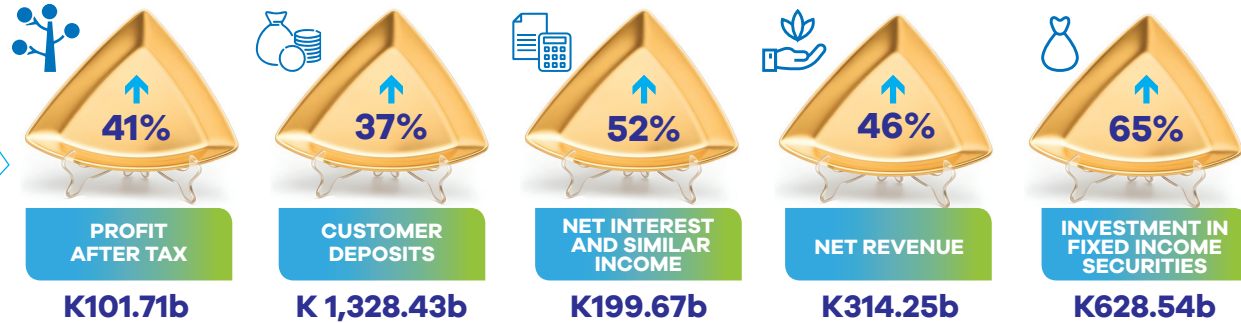 41%
37%
52%
46%
65%
PROFIT
AFTER TAX
CUSTOMER
DEPOSITS
NET INTEREST
AND SIMILAR
INCOME
NET REVENUE
INVESTMENT IN
FIXED INCOME
SECURITIES
K101.71b
K 1,328.43b
K199.67b
K314.25b
K628.54b